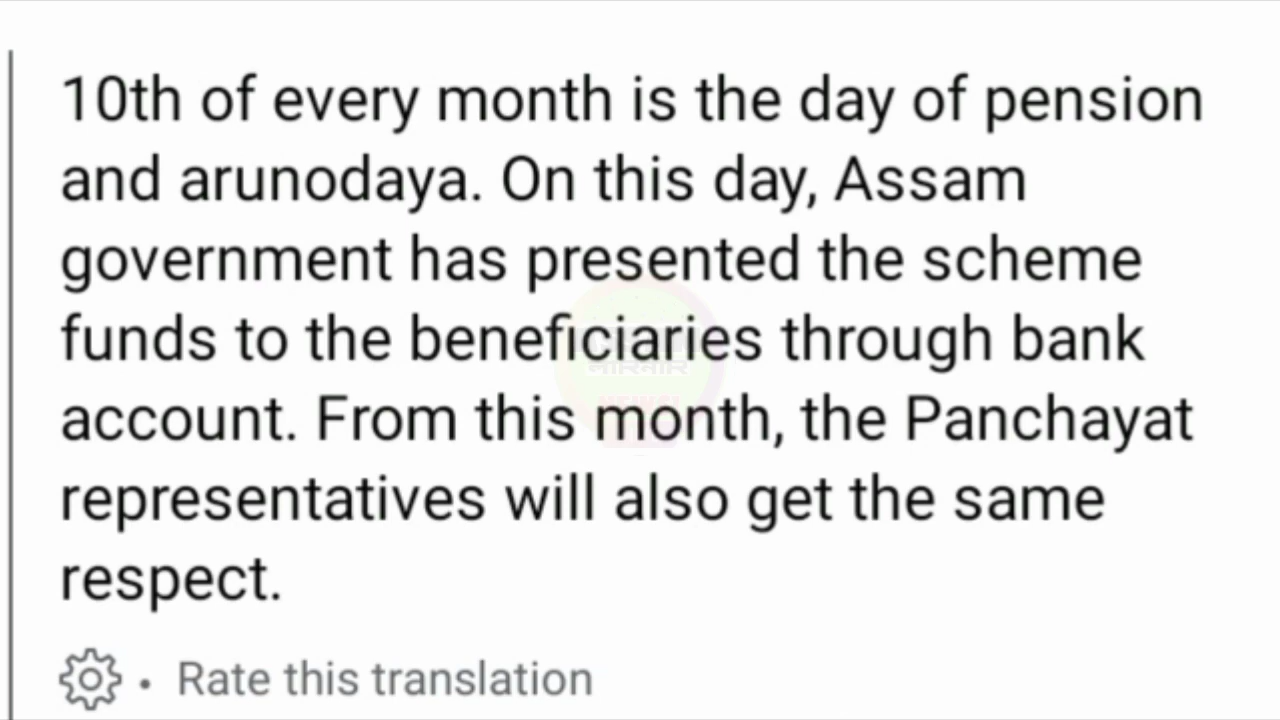 10th of every month is the day of pension
and arunodaya. On this day, Assam
government has presented the scheme
funds to the beneficiaries through bank
account. From this month, the Panchayat
representatives will also get the same
respect.
• Rate this translation